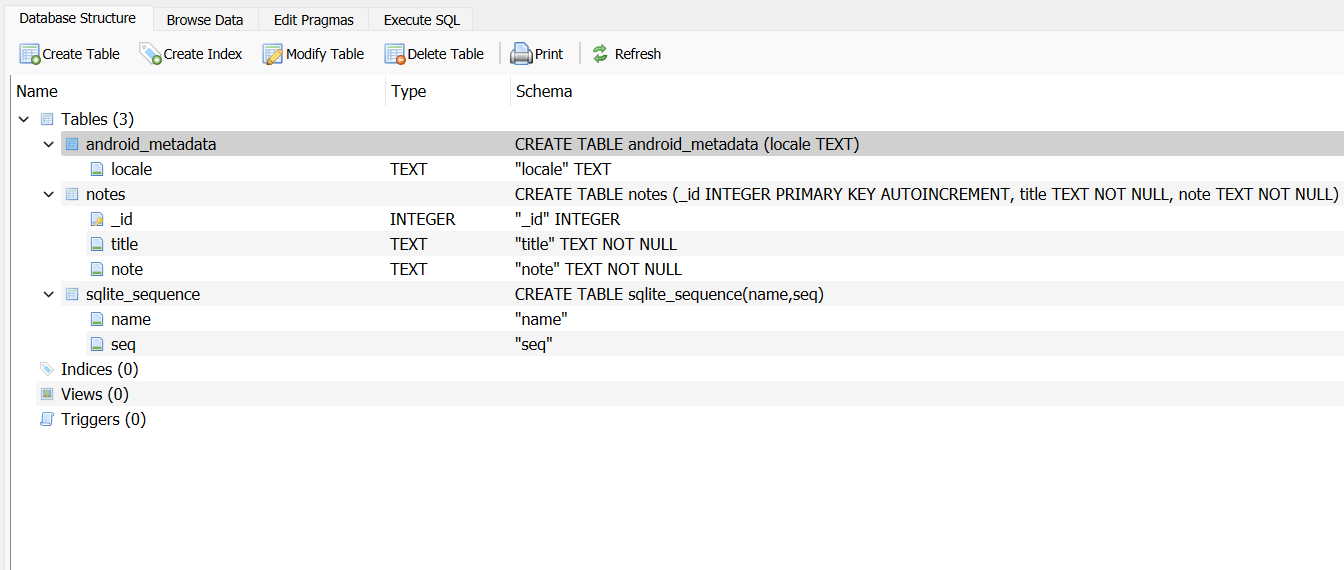 Database Structure Browse Data Edit Pragmas Execute SQL
Create Table Create Index Modify Table Delete Table Print Refresh
Name Type Schema
Tables (3)
android_metadata CREATE TABLE android_metadata (locale TEXT)
locale TEXT "locale" TEXT
notes CREATE TABLE notes (_id INTEGER PRIMARY KEY AUTOINCREMENT, title TEXT NOT NULL, note TEXT NOT NULL)
_id INTEGER "_id" INTEGER
title TEXT "title" TEXT NOT NULL
note TEXT "note" TEXT NOT NULL
sqlite_sequence CREATE TABLE sqlite_sequence(name,seq)
name "name"
seq "seq"
Indices (0)
Views (0)
Triggers (0)